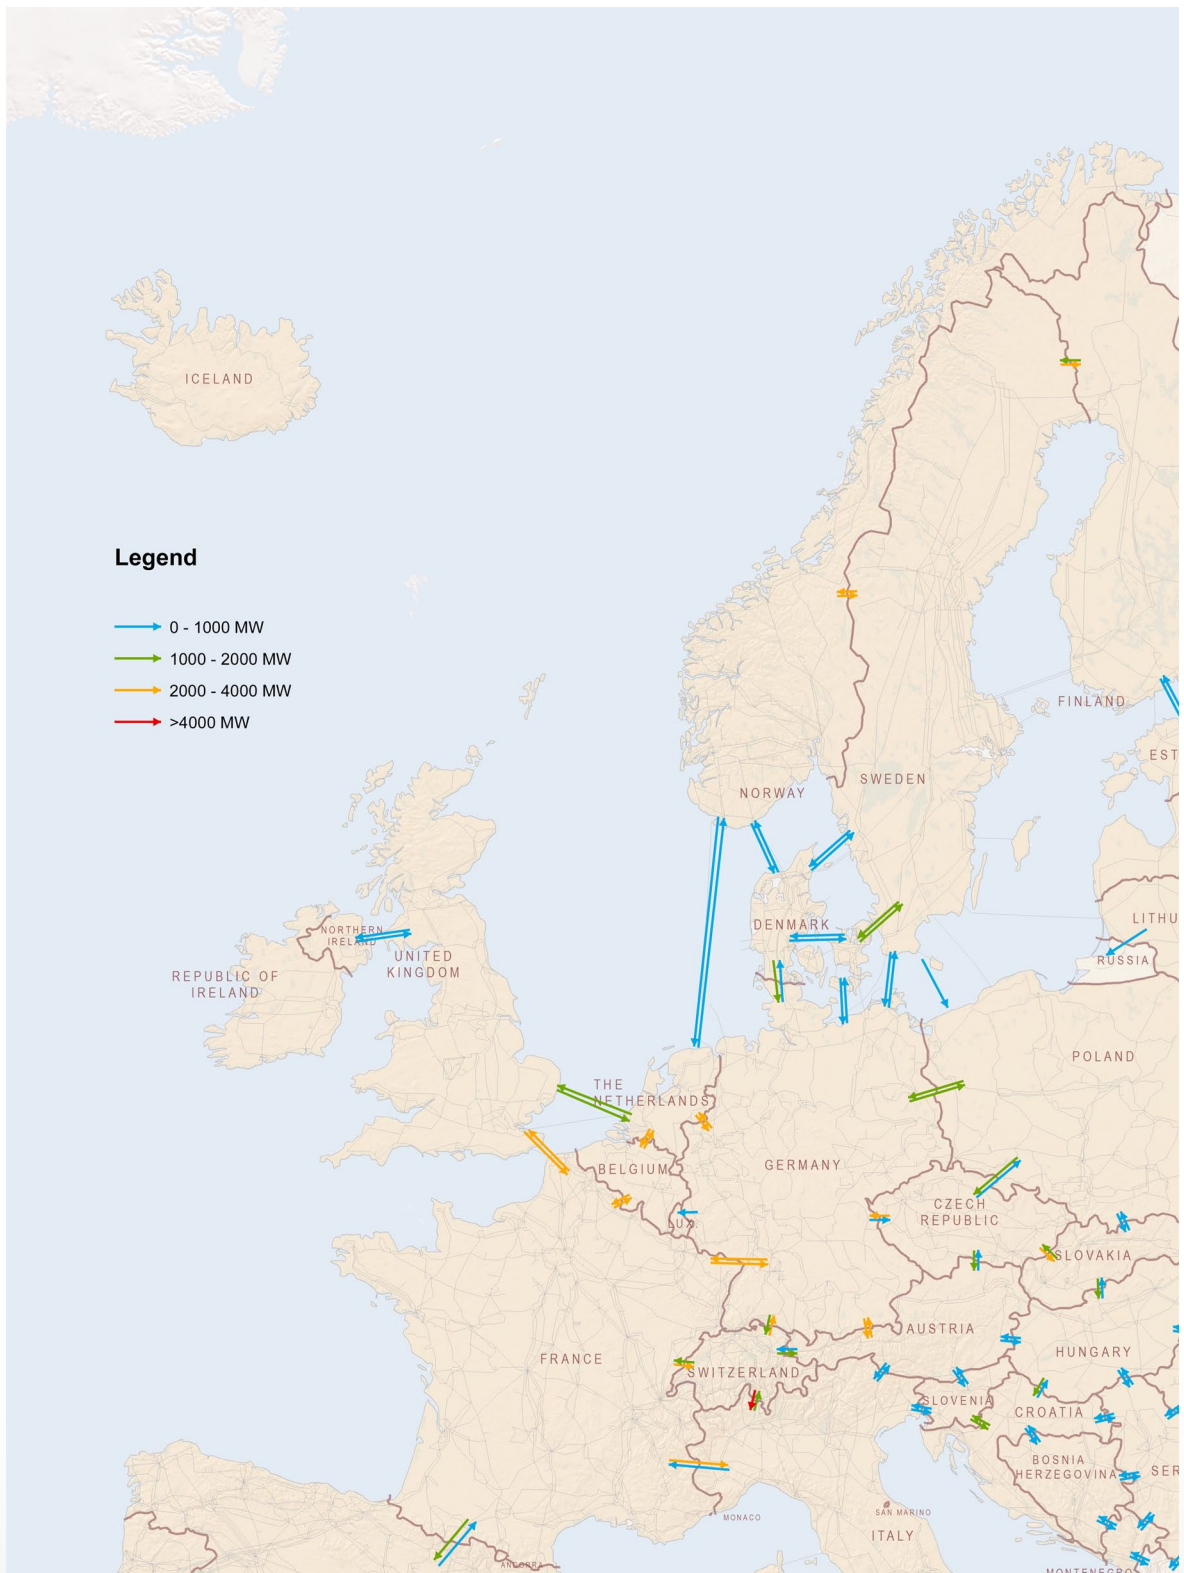 ICELAND
Legend
0 - 1000 MW
1000 - 2000 MW
2000 - 4000 MW
>4000 MW
FINLAND
EST
SWEDEN
NORWAY
LITHU
DENMARK
NORTHERN
IRELAND
UNITED
KINGDOM
RUSSIA
REPUBLIC OF
IRELAND
POLAND
THE
NETHERLANDS
BELGIUM
GERMANY
CZECH
REPUBLIC
LUX.
SLOVAKIA
AUSTRIA
HUNGARY
FRANCE
SWITZERLAND
SLOVENIA
CROATIA
BOSNIA
HERZEGOVINA
SER
SAN MARINO
MONACO
ITALY
ANDORRA
MONTENEGRO